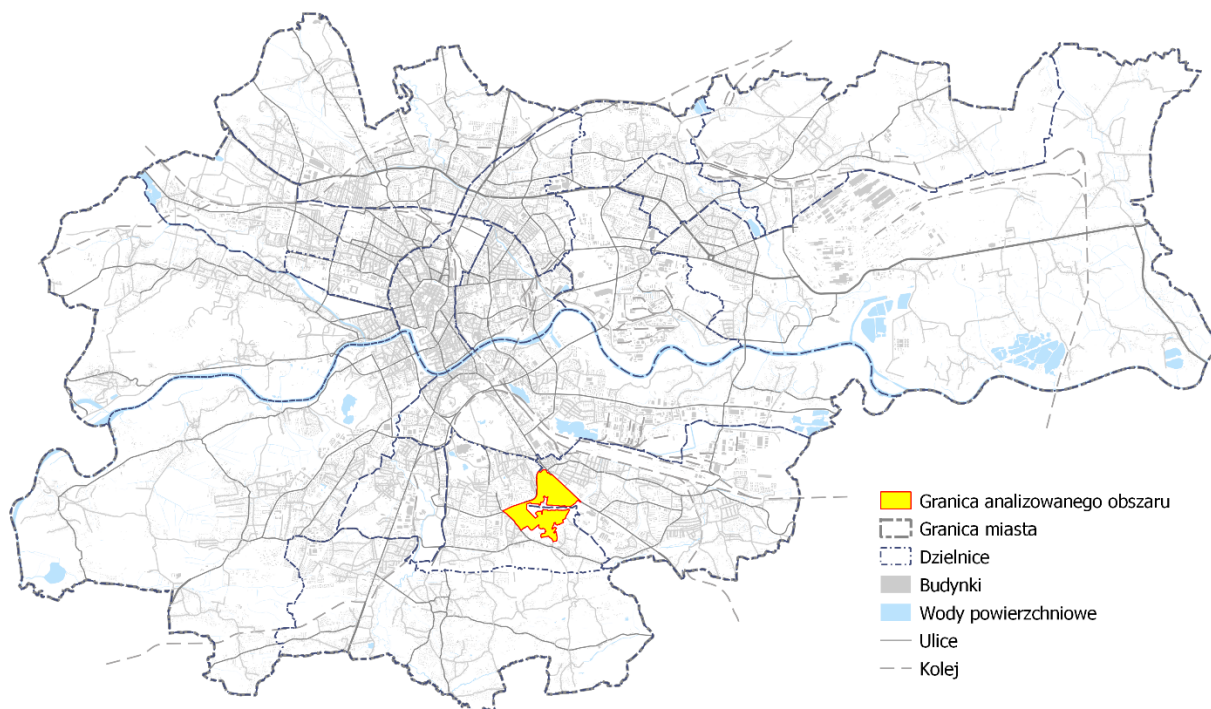 Granica analizowanego obszaru
Granica miasta
Dzielnice
Budynki
Wody powierzchniowe
Ulice
Kolej